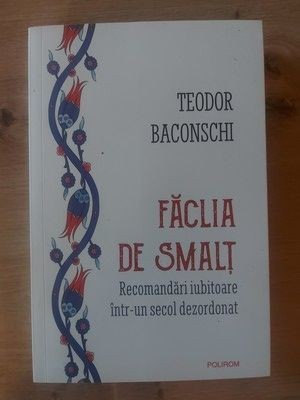 TEODOR
BACONSCHI
FĂCLIA
DE SMALȚ
Recomandări iubitoare
într-un secol dezordonat
POLIROM